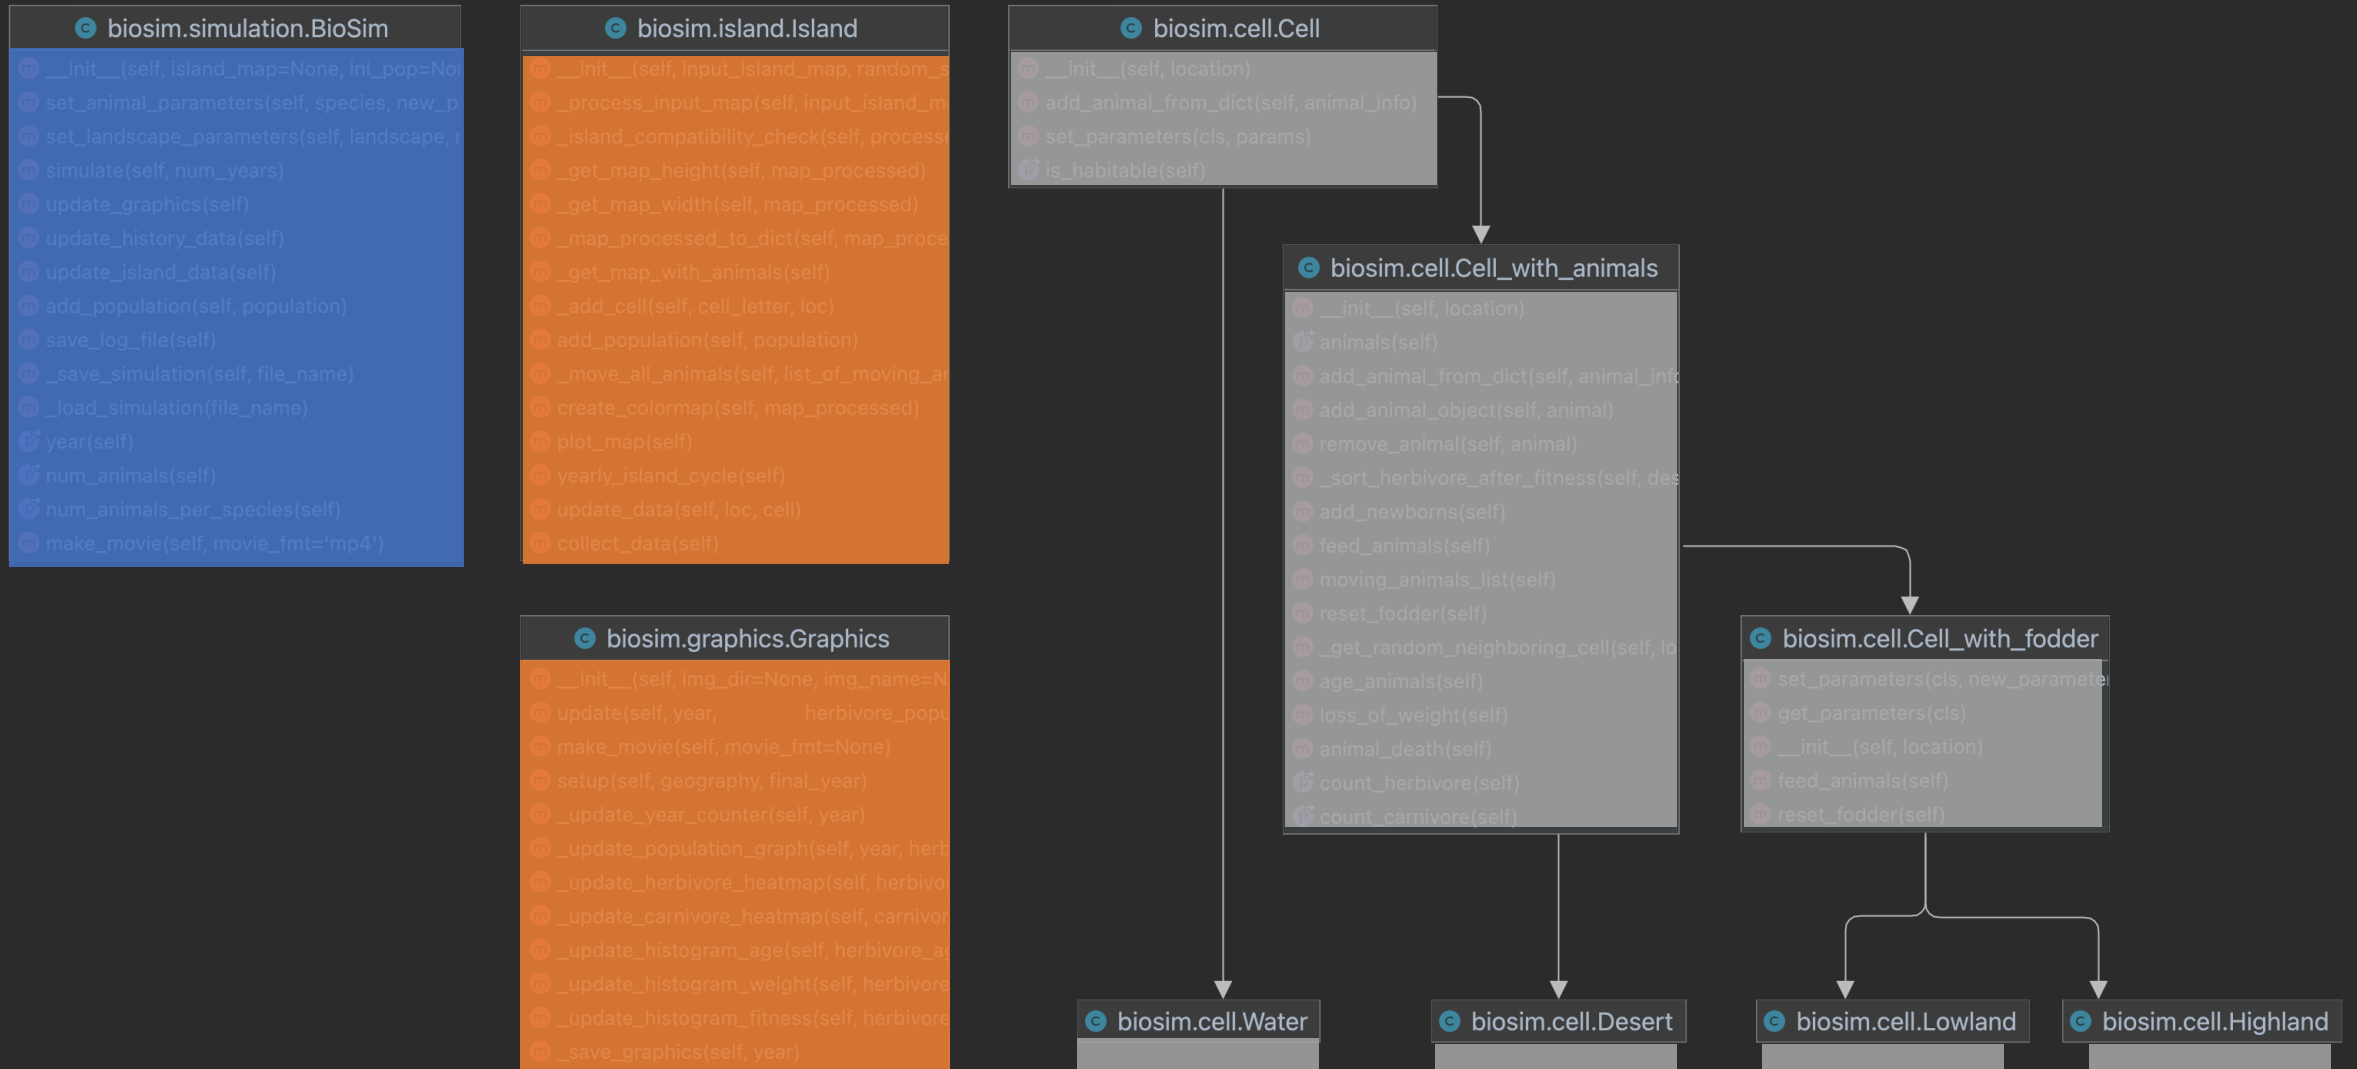 biosim.simulation.BioSim
__init__(self, island_map=None, ini_pop=No
set_animal_parameters(self, species, new_p
set_landscape_parameters(self, landscape,
simulate(self, num_years)
update_graphics(self)
update_history_data(self)
update_island_data(self)
add_population(self, population)
save_log_file(self)
_save_simulation(self, file_name)
_load_simulation(file_name)
year(self)
num_animals(self)
num_animals_per_species(self)
make_movie(self, movie_fmt='mp4')
biosim.island.Island
__init__(self, input_island_map, random_s
_process_input_map(self, input_island_m
_island_compatibility_check(self, processe
_get_map_height(self, map_processed)
_get_map_width(self, map_processed)
_map_processed_to_dict(self, map_proce
_get_map_with_animals(self)
_add_cell(self, cell_letter, loc)
add_population(self, population)
_move_all_animals(self, list_of_moving_ar
create_colormap(self, map_processed)
plot_map(self)
yearly_island_cycle(self)
update_data(self, loc, cell)
collect_data(self)
biosim.graphics.Graphics
__init__(self, img_dir=None, img_name=N
update(self, year, herbivore_popu
make_movie(self, movie_fmt=None)
setup(self, geography, final_year)
_update_year_counter(self, year)
_update_population_graph(self, year, herb
_update_herbivore_heatmap(self, herbivor
_update_carnivore_heatmap(self, carnivor
_update_histogram_age(self, herbivore_ag
_update_histogram_weight(self, herbivore
_update_histogram_fitness(self, herbivore
_save_graphics(self, year)
biosim.cell.Cell
__init__(self, location)
add_animal_from_dict(self, animal_info)
set_parameters(cls, params)
is_habitable(self)
biosim.cell.Cell_with_animals
__init__(self, location)
animals(self)
add_animal_from_dict(self, animal_info
add_animal_object(self, animal)
remove_animal(self, animal)
_sort_herbivore_after_fitness(self, des
add_newborns(self)
feed_animals(self)
moving_animals_list(self)
reset_fodder(self)
_get_random_neighboring_cell(self, lo
age_animals(self)
loss_of_weight(self)
animal_death(self)
count_herbivore(self)
count_carnivore(self)
biosim.cell.Cell_with_fodder
set_parameters(cls, new_parameter
get_parameters(cls)
__init__(self, location)
feed_animals(self)
reset_fodder(self)
biosim.cell.Water
biosim.cell.Desert
biosim.cell.Lowland
biosim.cell.Highland